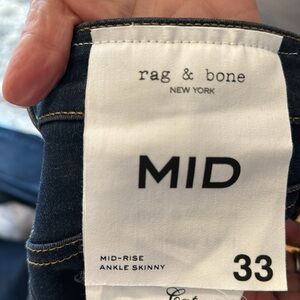 rag & bone
NEW YORK
MID
MID-RISE
ANKLE SKINNY
33